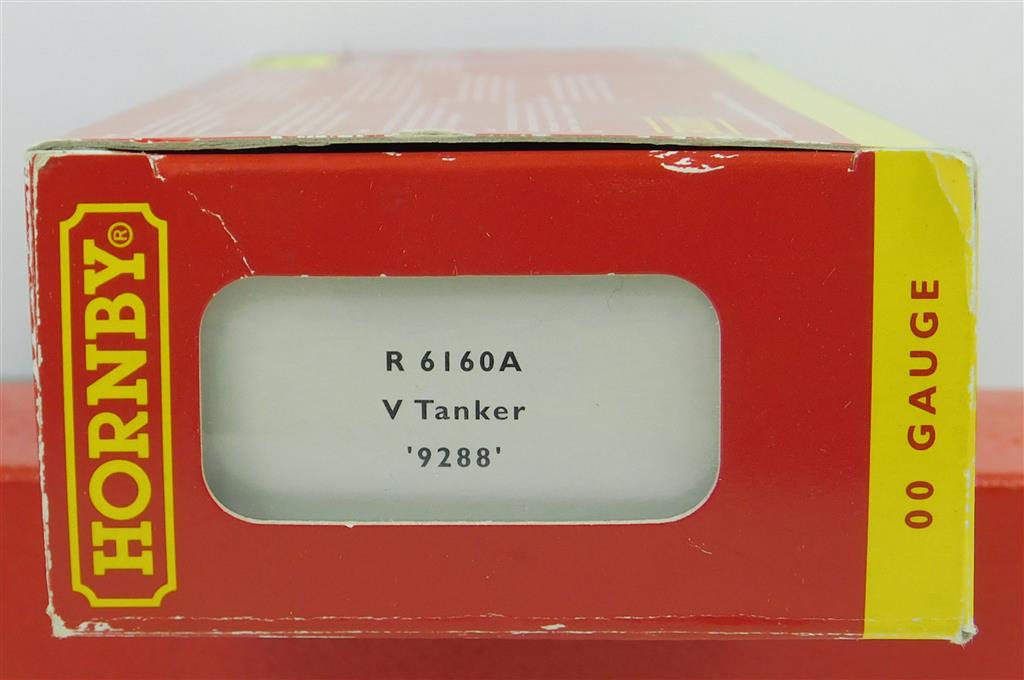 HORNBY®
R 6160A
V Tanker
'9288'
00 GAUGE